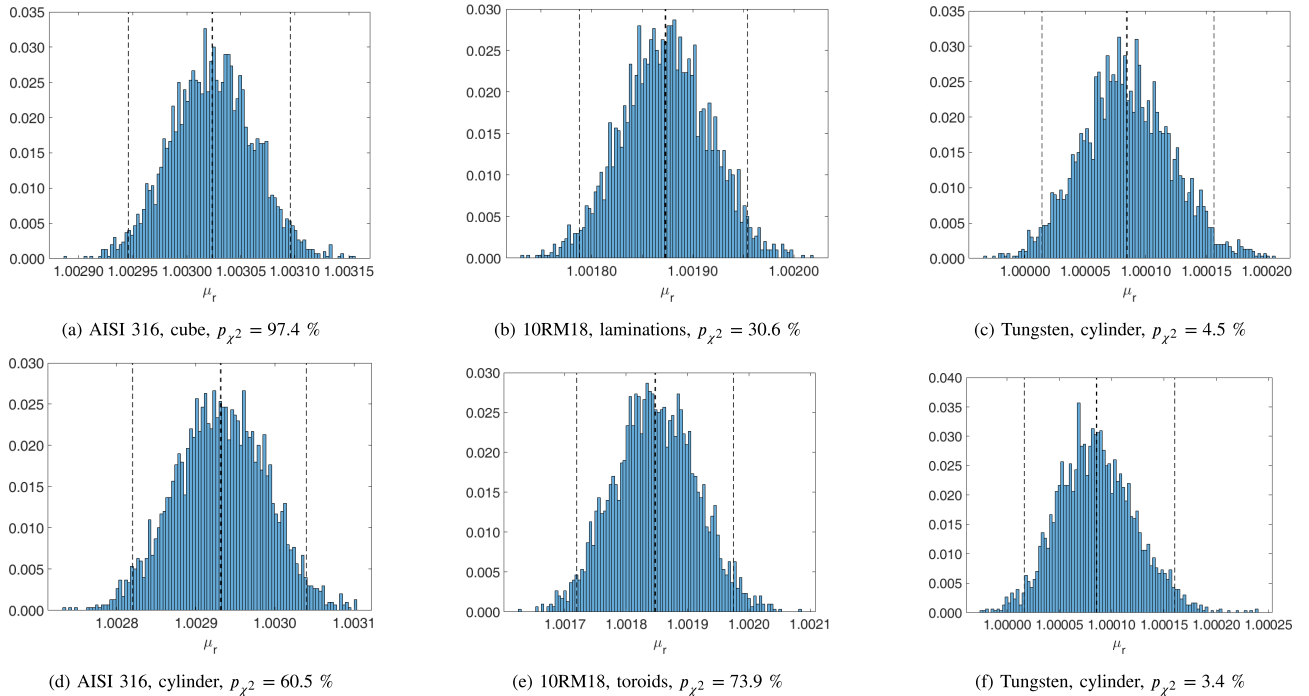 0.035
0.030
0.025
0.020
0.015
0.010
0.005
0.000
1.00290 1.00295 1.00300 1.00305 1.00310 1.00315
μr
(a) AISI 316, cube, pχ2 = 97.4 %
0.030
0.025
0.020
0.015
0.010
0.005
0.000
1.00180 1.00190 1.00200
μr
(b) 10RM18, laminations, pχ2 = 30.6 %
0.035
0.030
0.025
0.020
0.015
0.010
0.005
0.000
1.00000 1.00005 1.00010 1.00015 1.00020
μr
(c) Tungsten, cylinder, pχ2 = 4.5 %
0.030
0.025
0.020
0.015
0.010
0.005
0.000
1.0028 1.0029 1.0030 1.0031
μr
(d) AISI 316, cylinder, pχ2 = 60.5 %
0.030
0.025
0.020
0.015
0.010
0.005
0.000
1.0017 1.0018 1.0019 1.0020 1.0021
μr
(e) 10RM18, toroids, pχ2 = 73.9 %
0.040
0.035
0.030
0.025
0.020
0.015
0.010
0.005
0.000
1.00000 1.00005 1.00010 1.00015 1.00020 1.00025
μr
(f) Tungsten, cylinder, pχ2 = 3.4 %